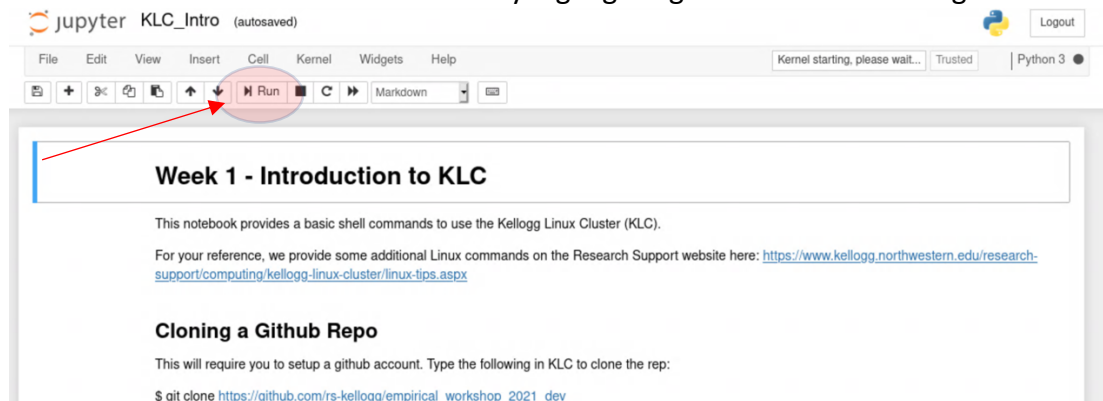 jupyter KLC_Intro (autosaved) Logout
File Edit View Insert Cell Kernel Widgets Help Kernel starting, please wait... Trusted Python 3
Run Markdown
Week 1 - Introduction to KLC
This notebook provides a basic shell commands to use the Kellogg Linux Cluster (KLC).
For your reference, we provide some additional Linux commands on the Research Support website here: https://www.kellogg.northwestern.edu/research-
support/computing/kellogg-linux-cluster/linux-tips.aspx
Cloning a Github Repo
This will require you to setup a github account. Type the following in KLC to clone the rep:
$ git clone https://github.com/rs-kellogg/empirical_workshop_2021_dev